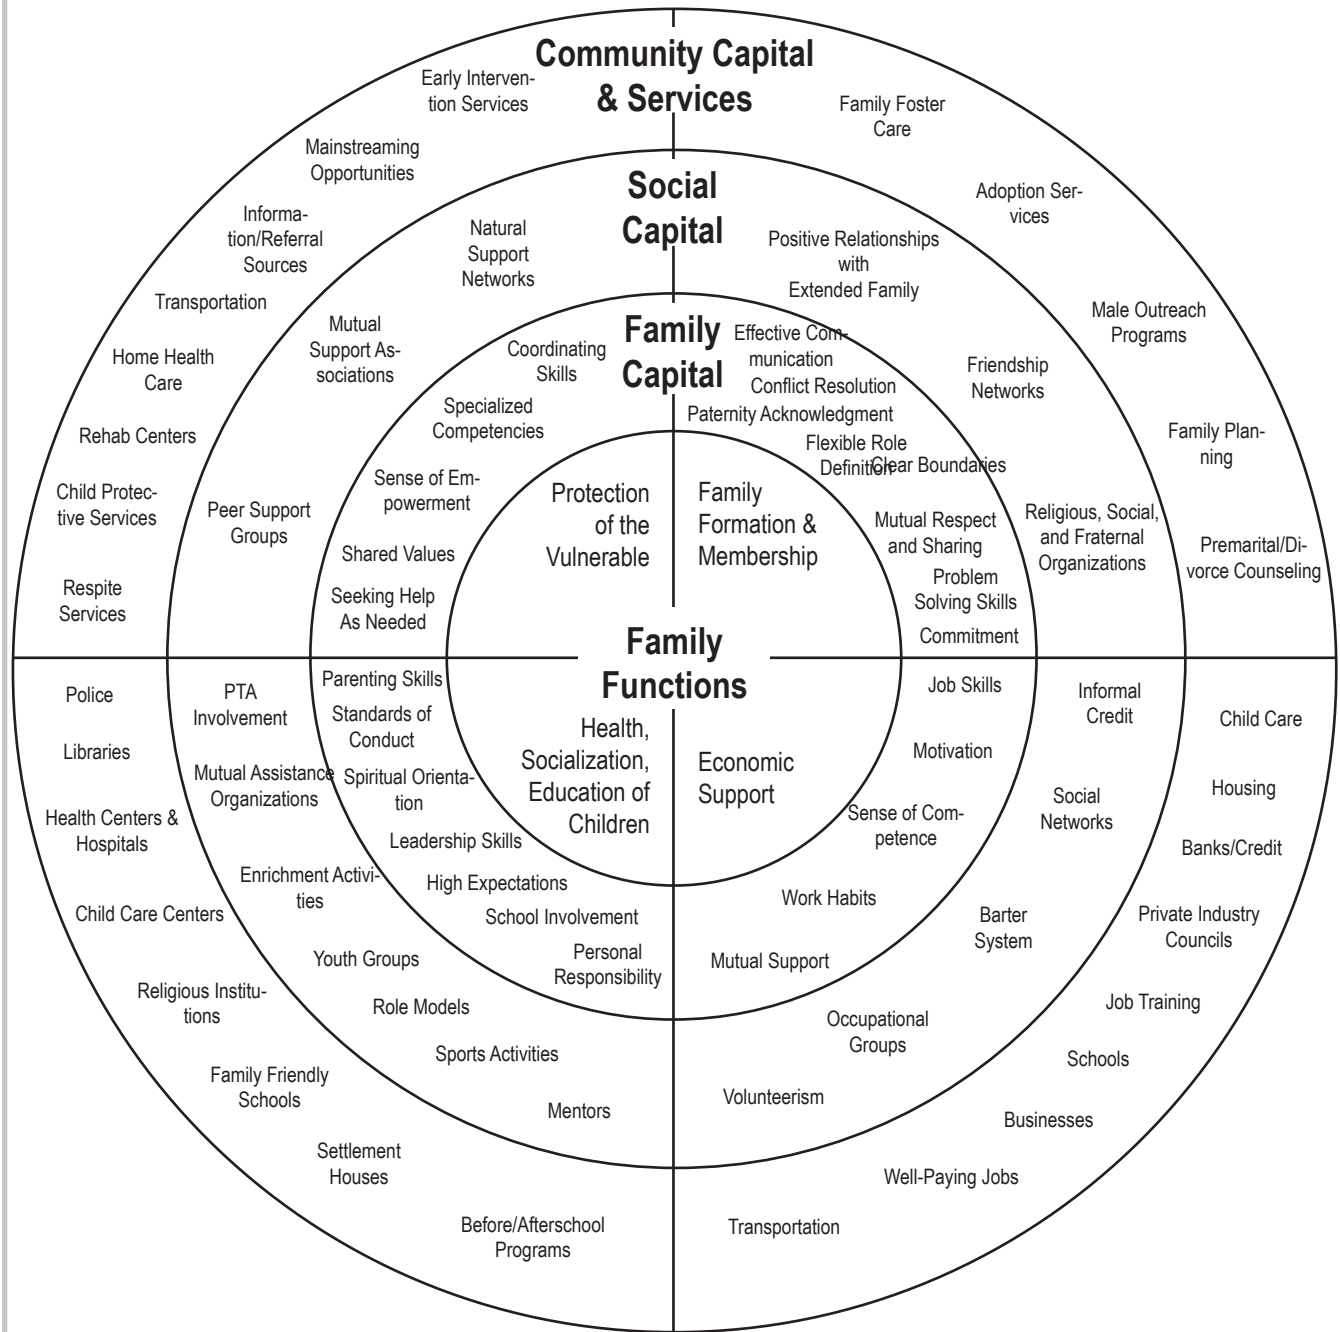 Community Capital
& Services
Early Interven-
tion Services
Mainstreaming
Opportunities
Informa-
tion/Referral
Sources
Transportation
Home Health
Care
Rehab Centers
Child Protec-
tive Services
Respite
Services
Family Foster
Care
Adoption Ser-
vices
Male Outreach
Programs
Family Plan-
ning
Premarital/Di-
vorce Counseling
Social
Capital
Natural
Support
Networks
Mutual
Support As-
sociations
Peer Support
Groups
Positive Relationships
with
Extended Family
Friendship
Networks
Religious, Social,
and Fraternal
Organizations
Family
Capital
Coordinating
Skills
Specialized
Competencies
Sense of Em-
powerment
Shared Values
Seeking Help
As Needed
Effective Com-
munication
Conflict Resolution
Paternity Acknowledgment
Flexible Role
Definition
Clear Boundaries
Mutual Respect
and Sharing
Problem
Solving Skills
Commitment
Protection
of the
Vulnerable
Family
Formation &
Membership
Family
Functions
Health,
Socialization,
Education of
Children
Economic
Support
Parenting Skills
Standards of
Conduct
Spiritual Orienta-
tion
Leadership Skills
High Expectations
School Involvement
Personal
Responsibility
Job Skills
Motivation
Sense of Com-
petence
Work Habits
Mutual Support
PTA
Involvement
Mutual Assistance
Organizations
Enrichment Activi-
ties
Youth Groups
Role Models
Sports Activities
Mentors
Informal
Credit
Social
Networks
Barter
System
Occupational
Groups
Volunteerism
Police
Libraries
Health Centers &
Hospitals
Child Care Centers
Religious Institu-
tions
Family Friendly
Schools
Settlement
Houses
Before/Afterschool
Programs
Child Care
Housing
Banks/Credit
Private Industry
Councils
Job Training
Schools
Businesses
Well-Paying Jobs
Transportation